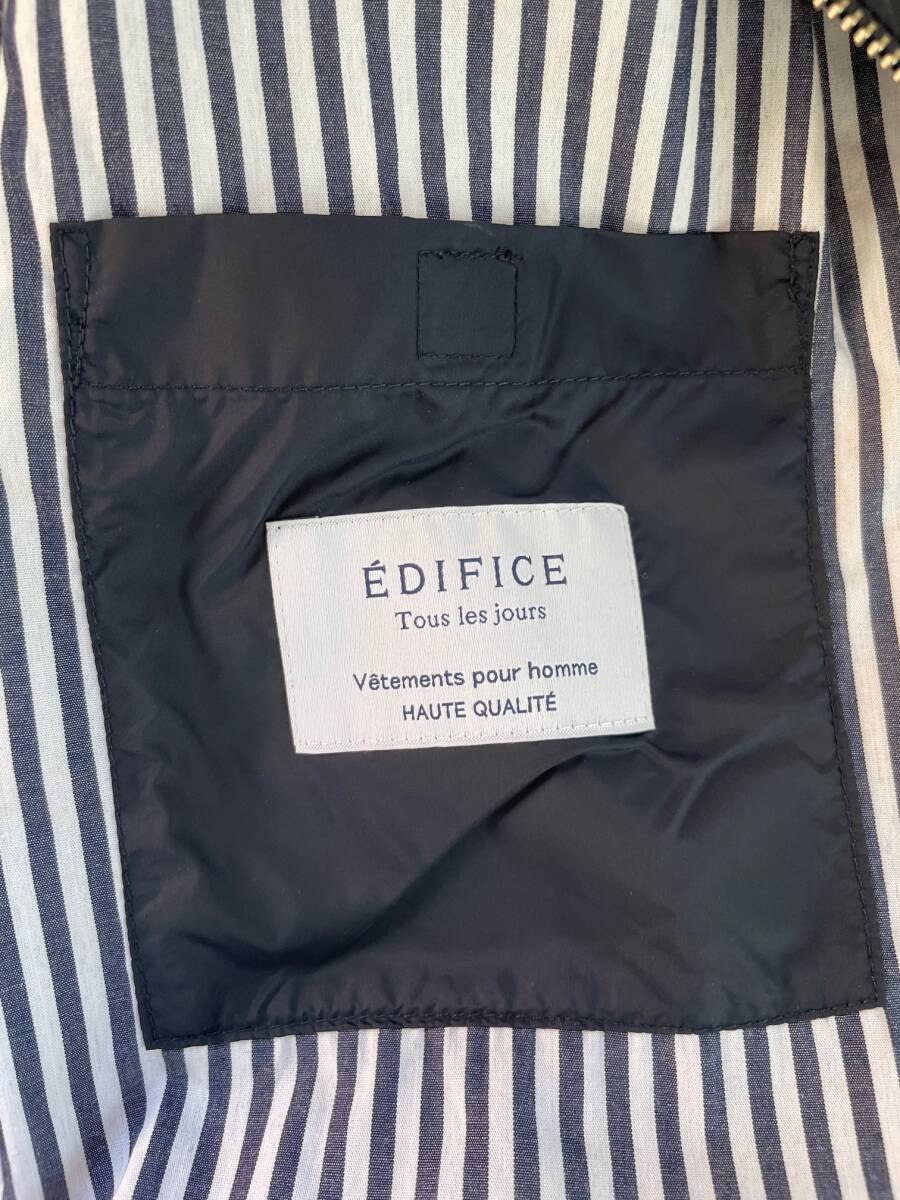 ÉDIFICE
Tous les jours
Vêtements pour homme
HAUTE QUALITÉ